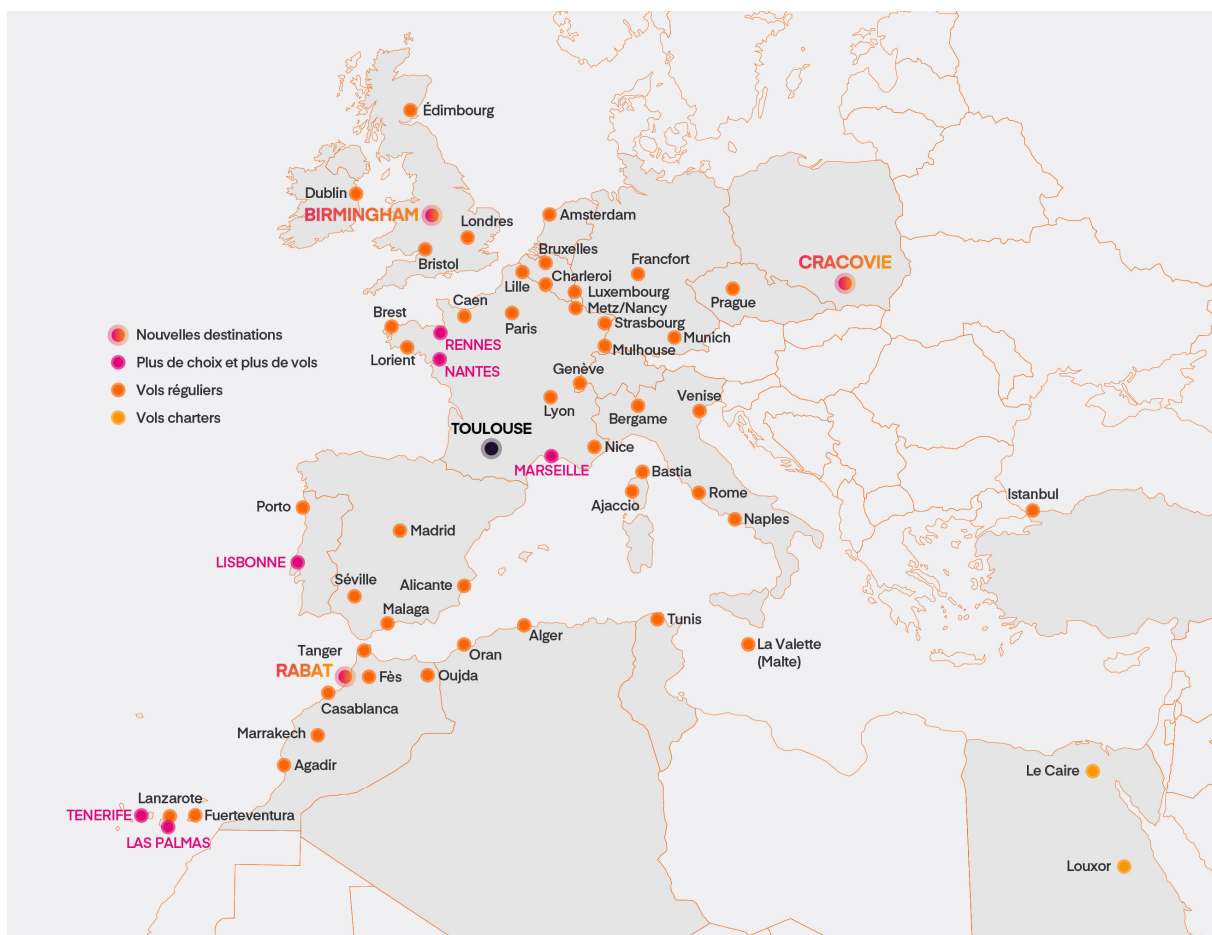 Édimbourg
Dublin
BIRMINGHAM
Londres
Bristol
Amsterdam
Bruxelles
Charleroi
Lille
Luxembourg
Francfort
CRACOVIE
Prague
Metz/Nancy
Strasbourg
Munich
Mulhouse
Caen
Paris
Brest
Lorient
RENNES
NANTES
Nouvelles destinations
Plus de choix et plus de vols
Vols réguliers
Vols charters
Genève
Lyon
Bergame
Venise
TOULOUSE
MARSEILLE
Nice
Bastia
Ajaccio
Rome
Naples
Istanbul
Porto
Madrid
LISBONNE
Séville
Alicante
Malaga
Tanger
RABAT
Fès
Oujda
Oran
Alger
Tunis
La Valette
(Malte)
Casablanca
Marrakech
Agadir
Lanzarote
TENERIFE
Fuerteventura
LAS PALMAS
Le Caire
Louxor